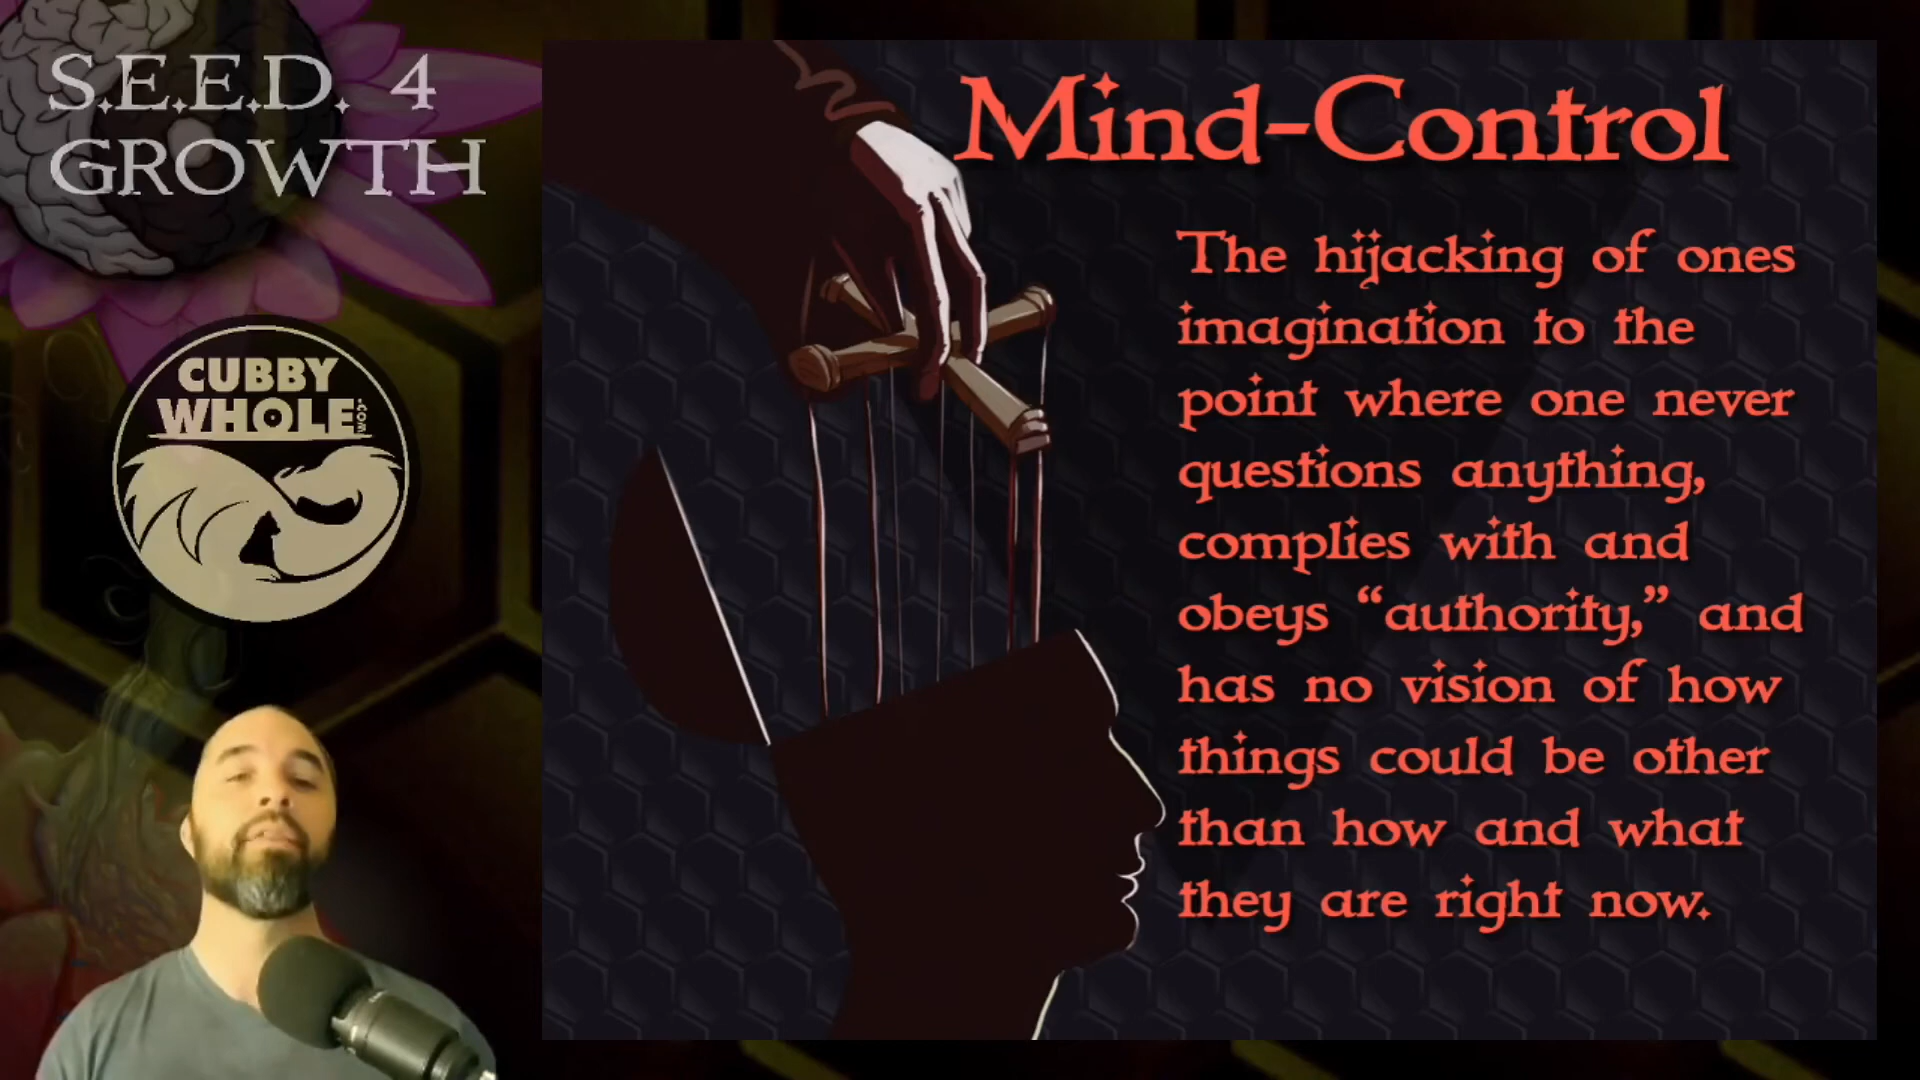 S.E.E.D. 4
GROWTH
CUBBY
WHOLE.COM
Mind-Control
The hijacking of ones
imagination to the
point where one never
questions anything,
complies with and
obeys “authority,” and
has no vision of how
things could be other
than how and what
they are right now.